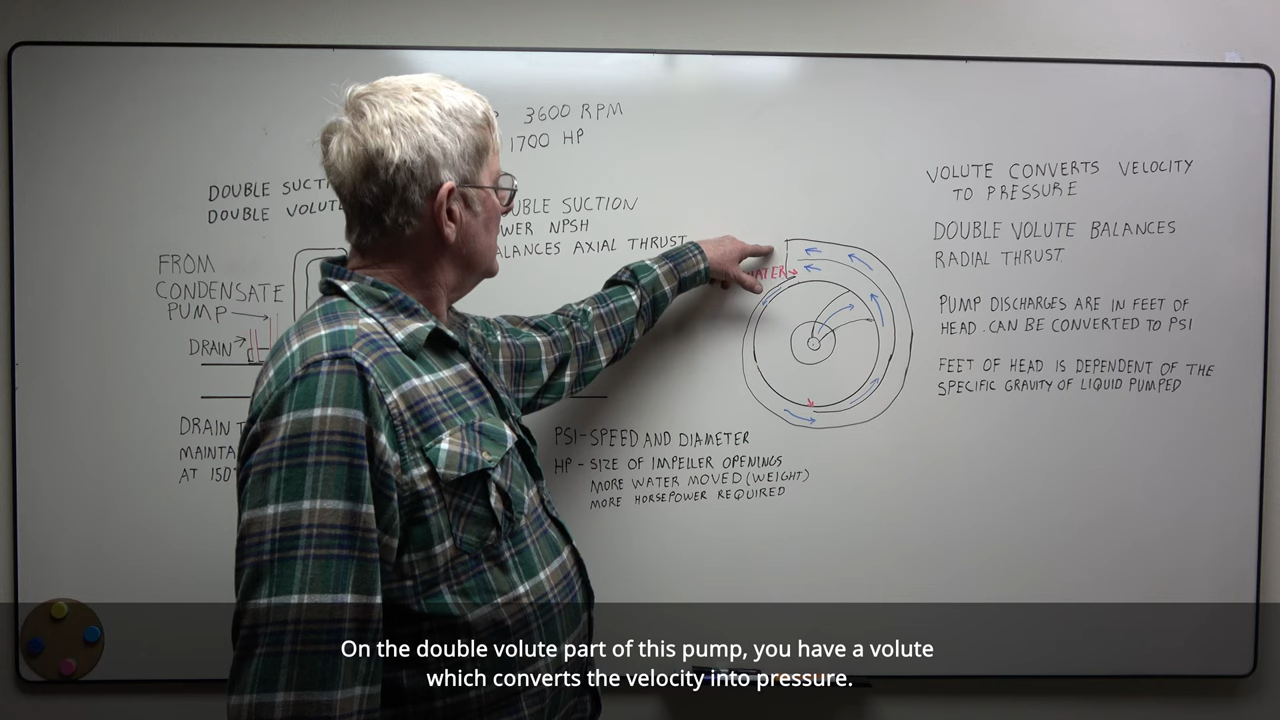 3600 RPM
1700 HP
DOUBLE SUCTI
DOUBLE VOLUTE
UBLE SUCTION
WER NPSH
ALANCES AXIAL THRUST
FROM
CONDENSATE
PUMP
DRAIN
DRAIN T
MAINTA
AT 150°
PSI-SPEED AND DIAMETER
HP - SIZE OF IMPELLER OPENINGS
MORE WATER MOVED (WEIGHT)
MORE HORSEPOWER REQUIRED
VOLUTE CONVERTS VELOCITY
TO PRESSURE
DOUBLE VOLUTE BALANCES
RADIAL THRUST
PUMP DISCHARGES ARE IN FEET OF
HEAD. CAN BE CONVERTED TO PSI
FEET OF HEAD IS DEPENDENT OF THE
SPECIFIC GRAVITY OF LIQUID PUMPED
On the double volute part of this pump, you have a volute
which converts the velocity into pressure.